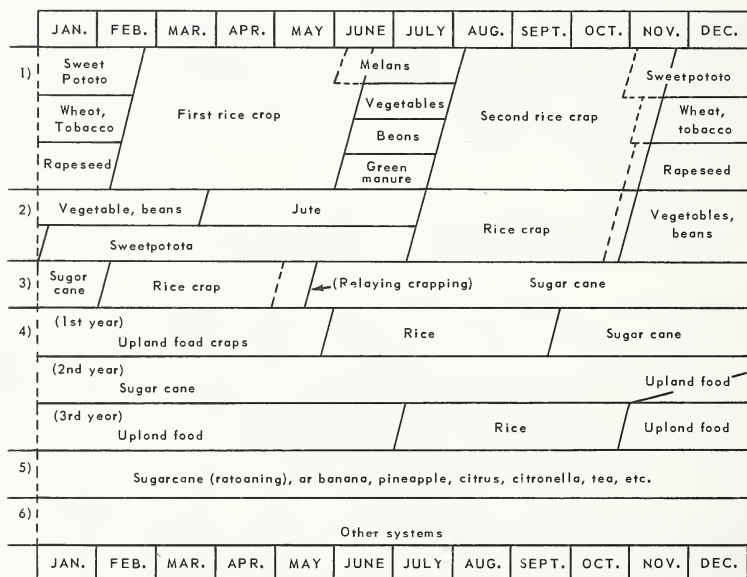 JAN. FEB. MAR. APR. MAY JUNE JULY AUG. SEPT. OCT. NOV. DEC.
1)
Sweet
Pototo
Wheot,
Tobacco
Rapeseed
First rice crop
Melans
Vegetables
Beons
Green
manure
Second rice crap
Sweetpototo
Wheat,
tobacco
Rapeseed
2)
Vegetable, beans
Jute
Sweetpotota
Rice crap
Vegetobles,
beans
3)
Sugor
cane
Rice crap
(Relaying crapping)
Sugar cane
4)
(1st year)
Upland food craps
Rice
Sugar cane
(2nd year)
Sugar cane
Upland food
(3rd year)
Uplond food
Rice
Uplond food
5)
Sugarcane (ratoaning), ar banana, pineapple, citrus, citronella, tea, etc.
6)
Other systems
JAN. FEB. MAR. APR. MAY JUNE JULY AUG. SEPT. OCT. NOV. DEC.